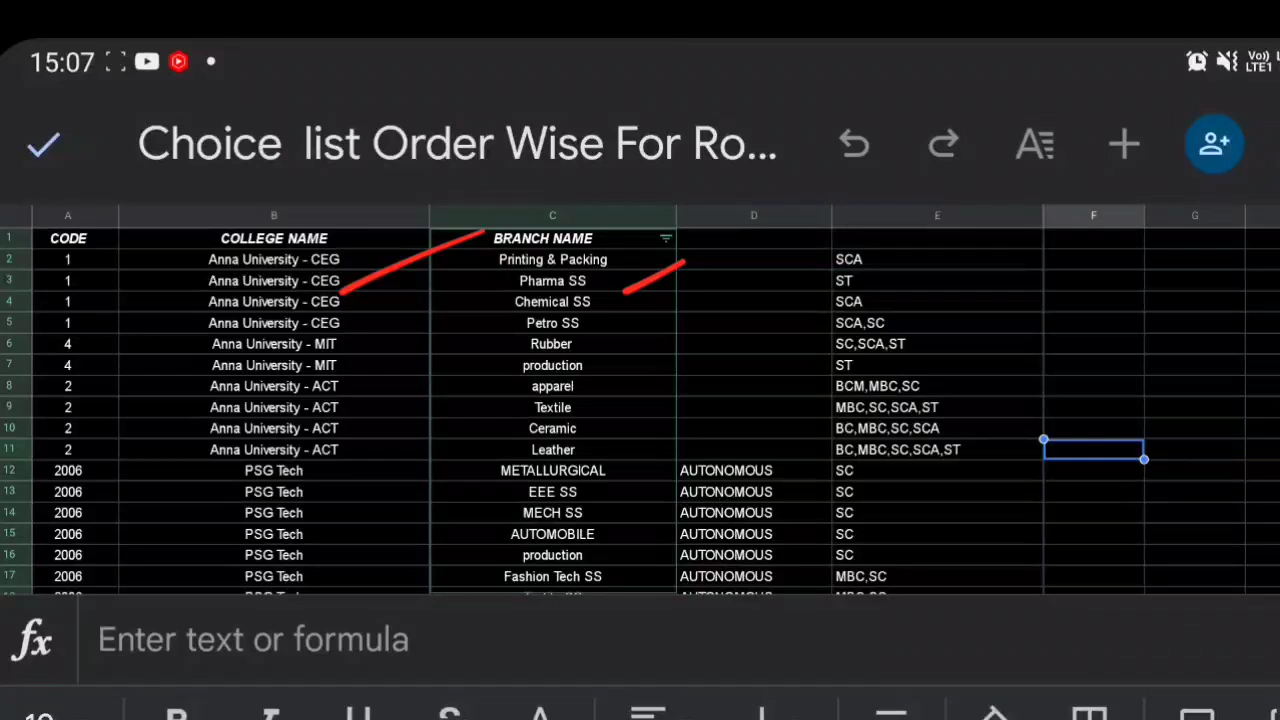 15:07 Vo)) LTE1
Choice list Order Wise For Ro...
A B C D E F G
1 CODE COLLEGE NAME BRANCH NAME
2 1 Anna University - CEG Printing & Packing SCA
3 1 Anna University - CEG Pharma SS ST
4 1 Anna University - CEG Chemical SS SCA
5 1 Anna University - CEG Petro SS SCA,SC
6 4 Anna University - MIT Rubber SC,SCA,ST
7 4 Anna University - MIT production ST
8 2 Anna University - ACT apparel BCM,MBC,SC
9 2 Anna University - ACT Textile MBC,SC,SCA,ST
10 2 Anna University - ACT Ceramic BC,MBC,SC,SCA
11 2 Anna University - ACT Leather BC,MBC,SC,SCA,ST
12 2006 PSG Tech METALLURGICAL AUTONOMOUS SC
13 2006 PSG Tech EEE SS AUTONOMOUS SC
14 2006 PSG Tech MECH SS AUTONOMOUS SC
15 2006 PSG Tech AUTOMOBILE AUTONOMOUS SC
16 2006 PSG Tech production AUTONOMOUS SC
17 2006 PSG Tech Fashion Tech SS AUTONOMOUS MBC,SC
fx Enter text or formula